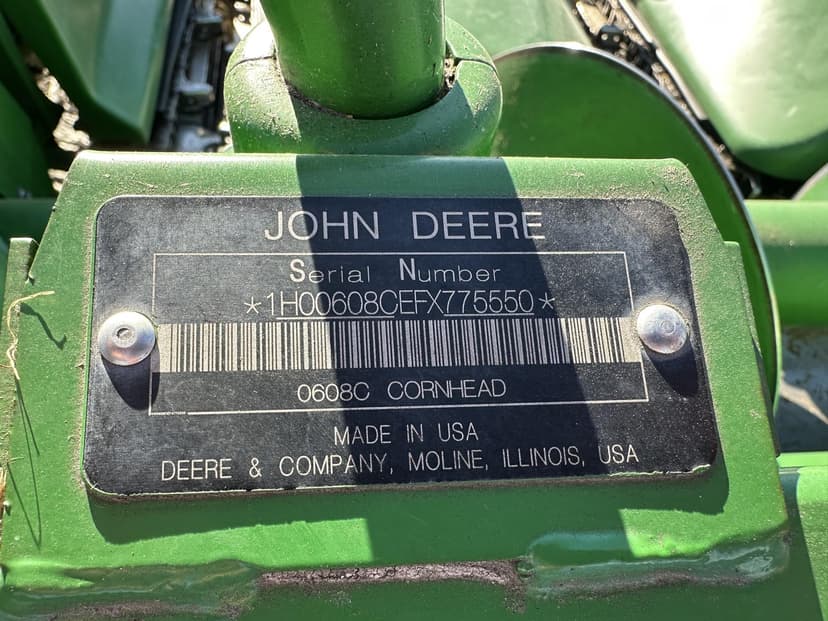 JOHN DEERE
Serial Number
*1H00608CEFX775550*
0608C CORNHEAD
MADE IN USA
DEERE & COMPANY, MOLINE, ILLINOIS, USA